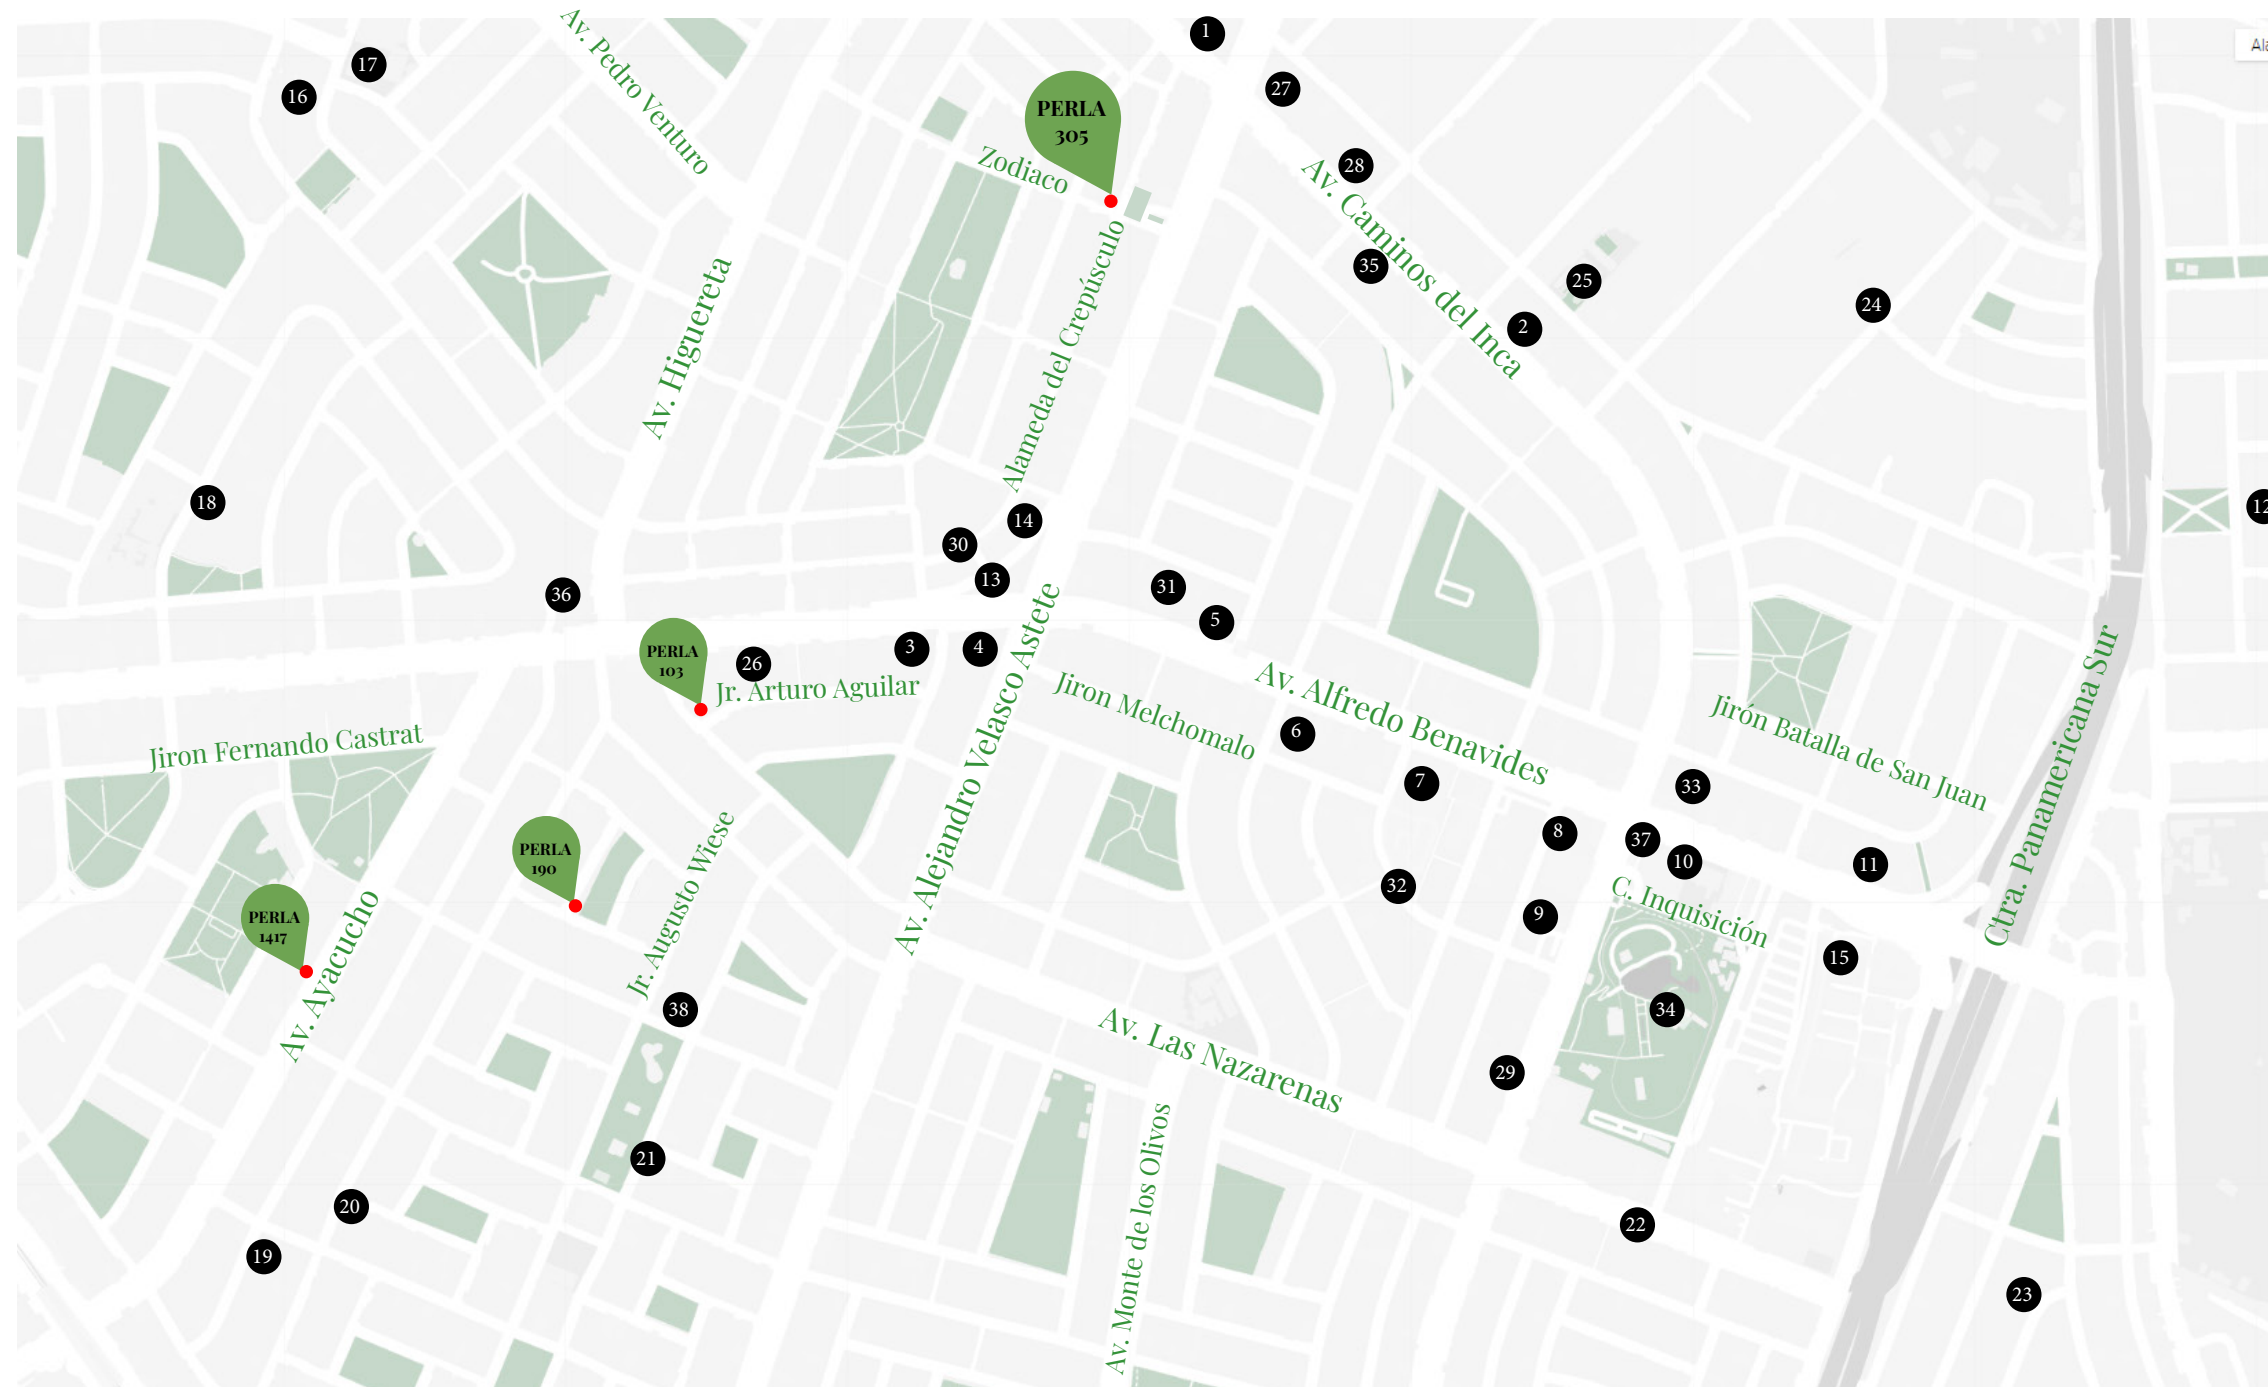 1
Av. Pedro Venturo
17
16
27
PERLA
305
Zodiaco
28
Av. Caminos del Inca
35
25
2
24
Av. Higuereta
Alameda del Crepúsculo
18
14
30
13
12
36
31
5
PERLA
103
26
3
4
Jr. Arturo Aguilar
Av. Alejandro Velasco Astete
Jiron Melchomalo
Av. Alfredo Benavides
6
7
Jirón Batalla de San Juan
Ctra. Panamericana Sur
Jiron Fernando Castrat
33
8
37
10
11
PERLA
190
Jr. Augusto Wiese
32
9
C. Inquisición
15
PERLA
1417
Av. Ayacucho
38
34
Av. Las Nazarenas
29
21
Av. Monte de los Olivos
20
19
22
23